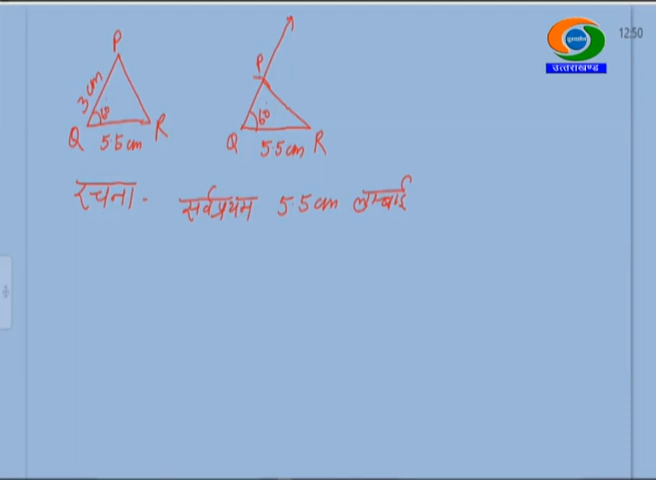 12:50
उत्तराखण्ड
P
3 cm
60°
Q 5.5 cm R
P
60°
Q 5.5 cm R
रचना -
सर्वप्रथम 5.5 cm लम्बाई